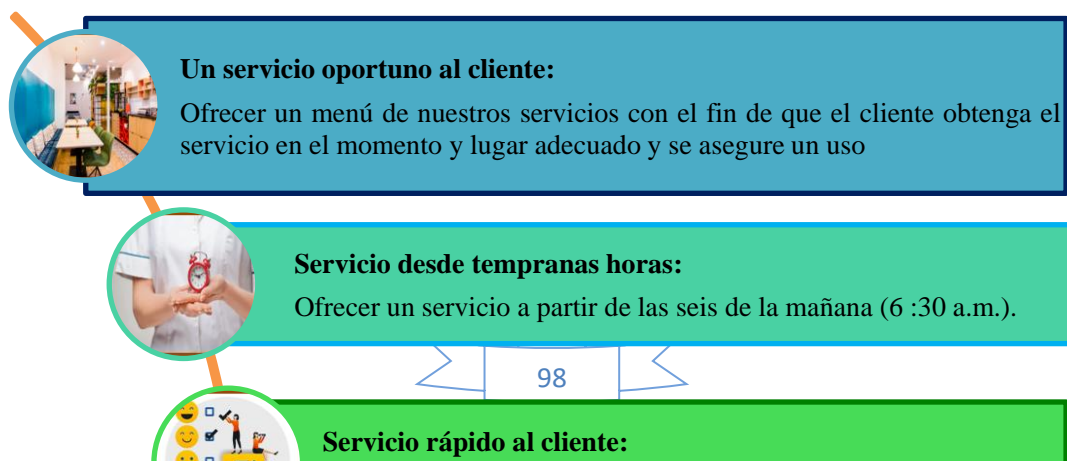 Un servicio oportuno al cliente:
Ofrecer un menú de nuestros servicios con el fin de que el cliente obtenga el
servicio en el momento y lugar adecuado y se asegure un uso
Servicio desde tempranas horas:
Ofrecer un servicio a partir de las seis de la mañana (6 :30 a.m.).
98
Servicio rápido al cliente: